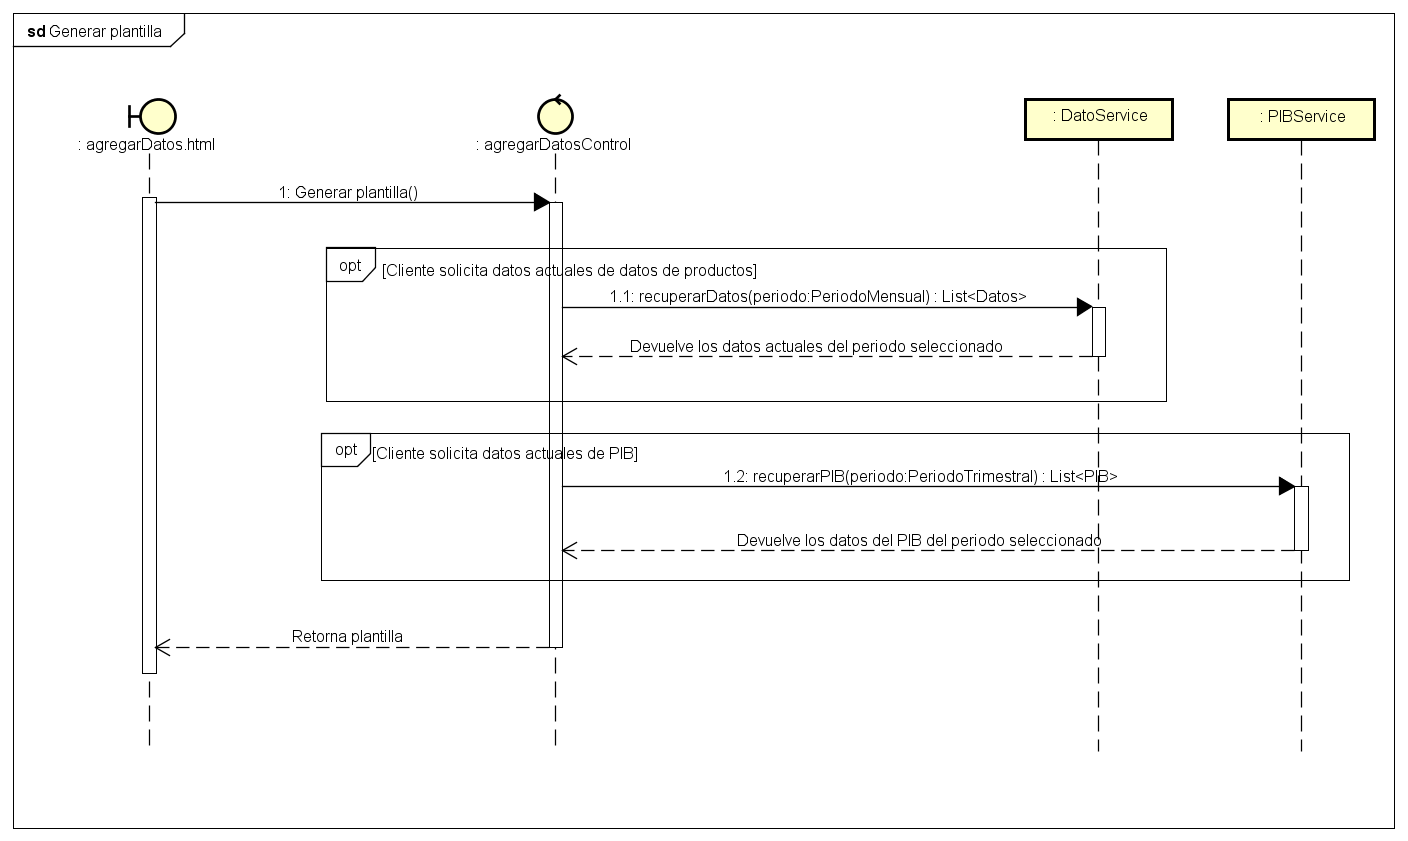 sd Generar plantilla
: agregarDatos.html
: agregarDatosControl
: DatoService
: PIBService
1: Generar plantilla()
opt
[Cliente solicita datos actuales de datos de productos]
1.1: recuperarDatos(periodo:PeriodoMensual) : List<Datos>
Devuelve los datos actuales del periodo seleccionado
opt
[Cliente solicita datos actuales de PIB]
1.2: recuperarPIB(periodo:PeriodoTrimestral) : List<PIB>
Devuelve los datos del PIB del periodo seleccionado
Retorna plantilla